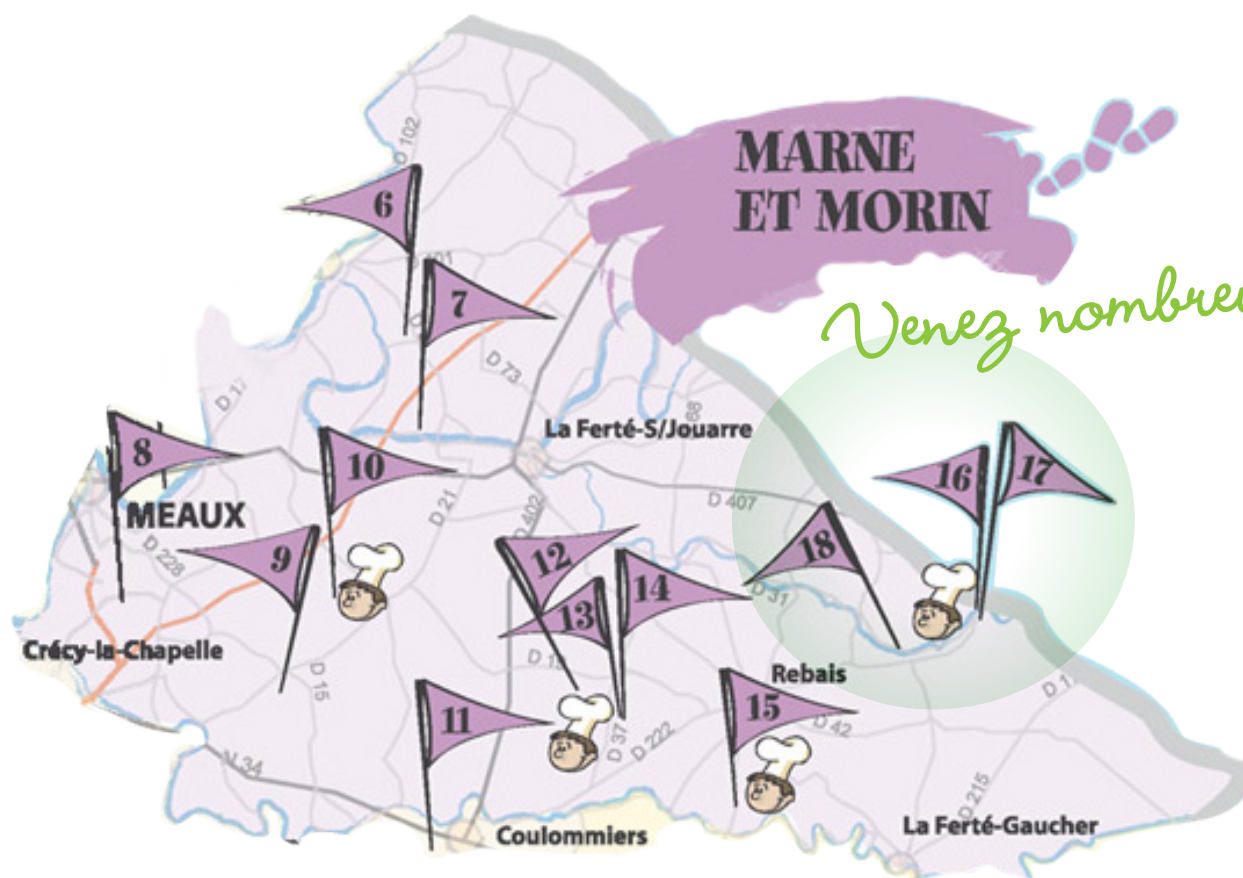 MARNE
ET MORIN
Venez nombreu
D 102
6
7
D 73
D 17
La Ferté-S/Jouarre
8
10
16
17
MEAUX
D 21
D 407
D 402
D 228
9
12
18
13
14
D 31
Crécy-la-Chapelle
D 15
Rebais
11
15
D 37
D 222
D 42
N 34
D 215
Coulommiers
La Ferté-Gaucher